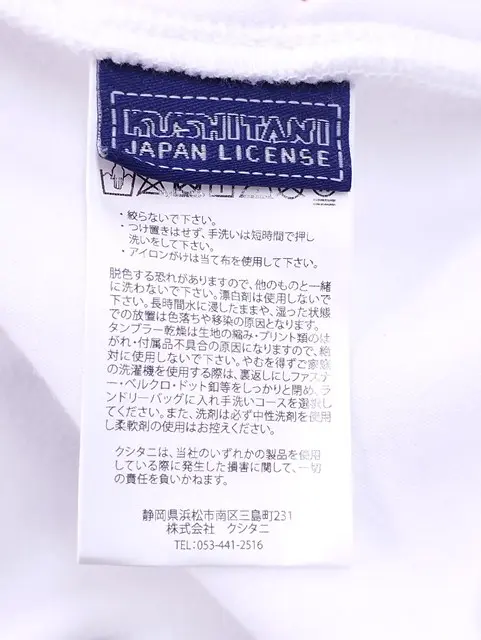 KUSHITANI
JAPAN LICENSE
・絞らないで下さい。
・つけ置きはせず、手洗いは短時間で押し
洗いをして下さい。
・アイロンがけは当て布を使用して下さい。
脱色する恐れがありますので、他のものと一緒
に洗わないで下さい。漂白剤は使用しないで
下さい。長時間水に浸したままや、湿った状態
での放置は色落ちや移染の原因となります。
タンブラー乾燥は生地の縮み・プリント類のは
がれ・付属品不具合の原因になりますので、絶
対に使用しないで下さい。やむを得ずご家庭
の洗濯機を使用する際は、裏返しにしファスナ
ー・ベルクロ・ドット釦等をしっかりと閉め、ラ
ンドリーバッグに入れ手洗いコースを選択し
てください。また、洗剤は必ず中性洗剤を使用
し柔軟剤の使用はお控えください。
クシタニは、当社のいずれかの製品を使用
している際に発生した損害に関して、一切
の責任を負いかねます。
静岡県浜松市南区三島町231
株式会社 クシタニ
TEL:053-441-2516